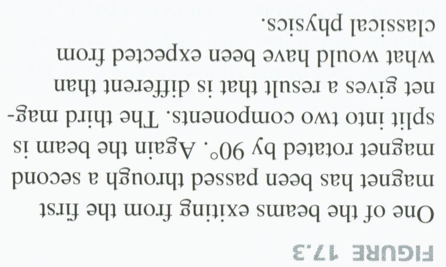 FIGURE 17.3
One of the beams exiting from the first
magnet has been passed through a second
magnet rotated by 90°. Again the beam is
split into two components. The third mag-
net gives a result that is different than
what would have been expected from
classical physics.